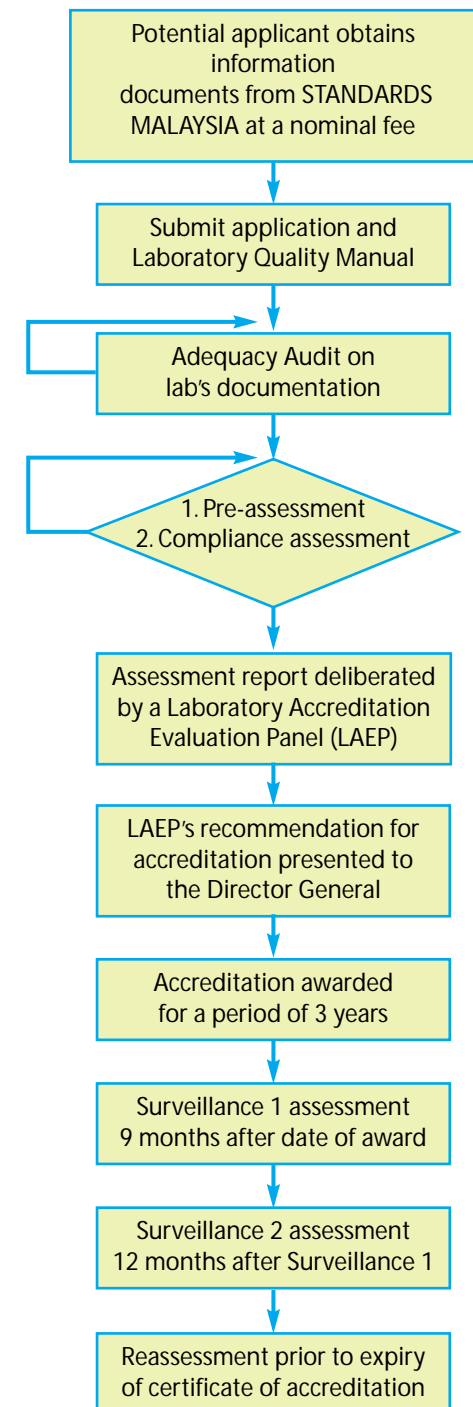 Potential applicant obtains
information
documents from STANDARDS
MALAYSIA at a nominal fee
Submit application and
Laboratory Quality Manual
Adequacy Audit on
lab's documentation
1. Pre-assessment
2. Compliance assessment
Assessment report deliberated
by a Laboratory Accreditation
Evaluation Panel (LAEP)
LAEP's recommendation for
accreditation presented to
the Director General
Accreditation awarded
for a period of 3 years
Surveillance 1 assessment
9 months after date of award
Surveillance 2 assessment
12 months after Surveillance 1
Reassessment prior to expiry
of certificate of accreditation